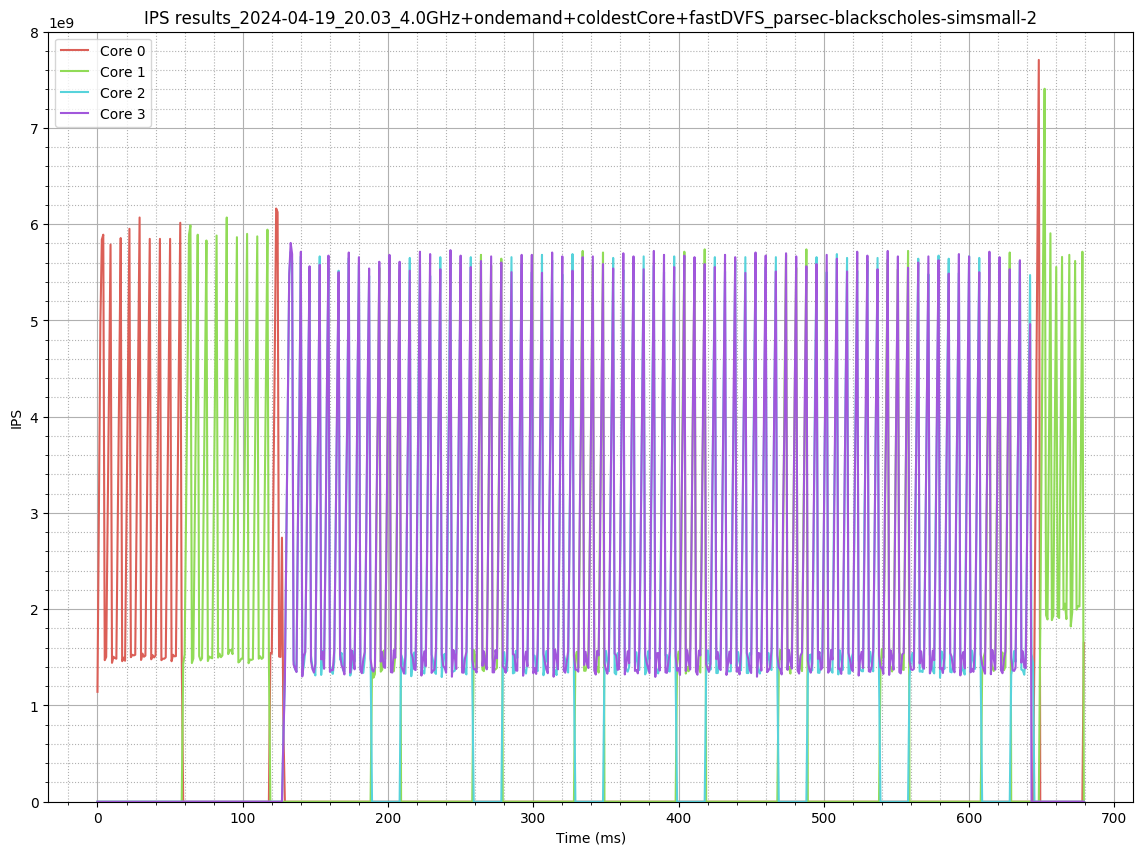 IPS results_2024-04-19_20.03_4.0GHz+ondemand+coldestCore+fastDVFS_parsec-blackscholes-simsmall-2
1e9
8
7
6
5
4
3
2
1
0
IPS
Core 0
Core 1
Core 2
Core 3
0 100 200 300 400 500 600 700
Time (ms)